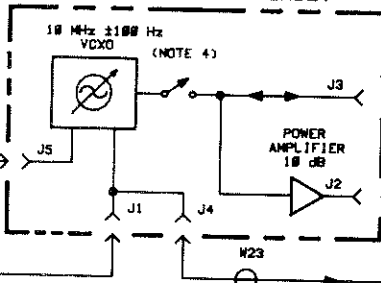 10 MHz ±100 Hz
VCXO
(NOTE 4)
J3
POWER
AMPLIFIER
10 dB
J5
J2
J1
J4
W23